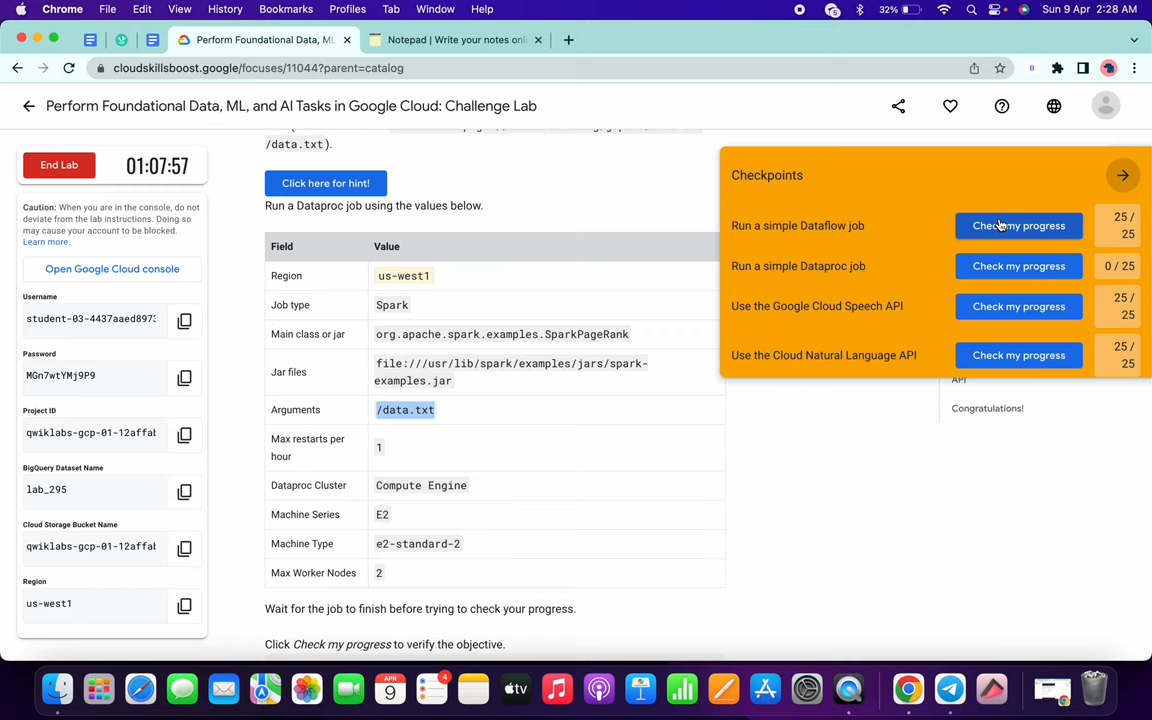 Chrome File Edit View History Bookmarks Profiles Tab Window Help 5 32% Sun 9 Apr 2:28 AM
Perform Foundational Data, ML Notepad | Write your notes onli
cloudskillsboost.google/focuses/11044?parent=catalog
Perform Foundational Data, ML, and AI Tasks in Google Cloud: Challenge Lab
End Lab
01:07:57
Caution: When you are in the console, do not
deviate from the lab instructions. Doing so
may cause your account to be blocked.
Learn more.
Open Google Cloud console
Username
student-03-4437aaed897
Password
MGn7wtYMj9P9
Project ID
qwiklabs-gcp-01-12affab
BigQuery Dataset Name
lab_295
Cloud Storage Bucket Name
qwiklabs-gcp-01-12affab
Region
us-west1
/data.txt).
Click here for hint!
Run a Dataproc job using the values below.
Field Value
Region us-west1
Job type Spark
Main class or jar org.apache.spark.examples.SparkPageRank
Jar files file:///usr/lib/spark/examples/jars/spark-
examples.jar
Arguments /data.txt
Max restarts per
hour 1
Dataproc Cluster Compute Engine
Machine Series E2
Machine Type e2-standard-2
Max Worker Nodes 2
Wait for the job to finish before trying to check your progress.
Click Check my progress to verify the objective.
Checkpoints
Run a simple Dataflow job Check my progress 25 /
25
Run a simple Dataproc job Check my progress 0 / 25
Use the Google Cloud Speech API Check my progress 25 /
25
Use the Cloud Natural Language API Check my progress 25 /
25
API
Congratulations!
APR
9
4
tv